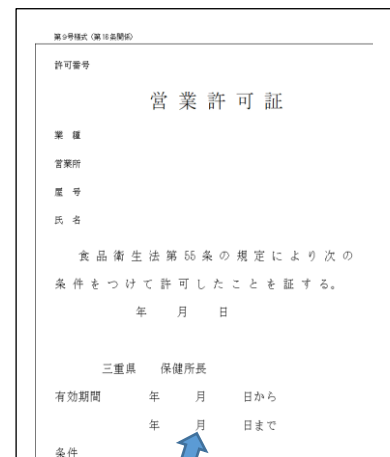 第9号様式(第16条関係)
許可番号
営業許可証
業種
営業所
屋号
氏名
食品衛生法第55条の規定により次の
条件をつけて許可したことを証する。
年 月 日
三重県 保健所長
有効期間 年 月 日から
年 月 日まで
条件